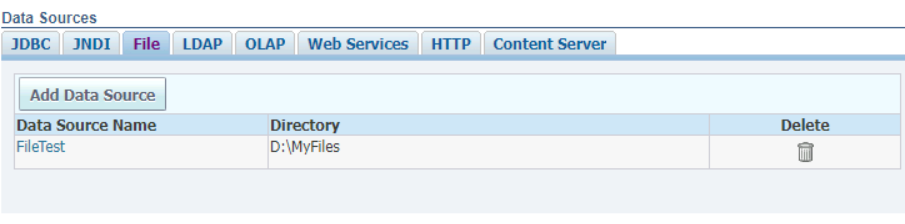 Data Sources
JDBC JNDI File LDAP OLAP Web Services HTTP Content Server
Add Data Source
Data Source Name Directory Delete
FileTest D:\MyFiles